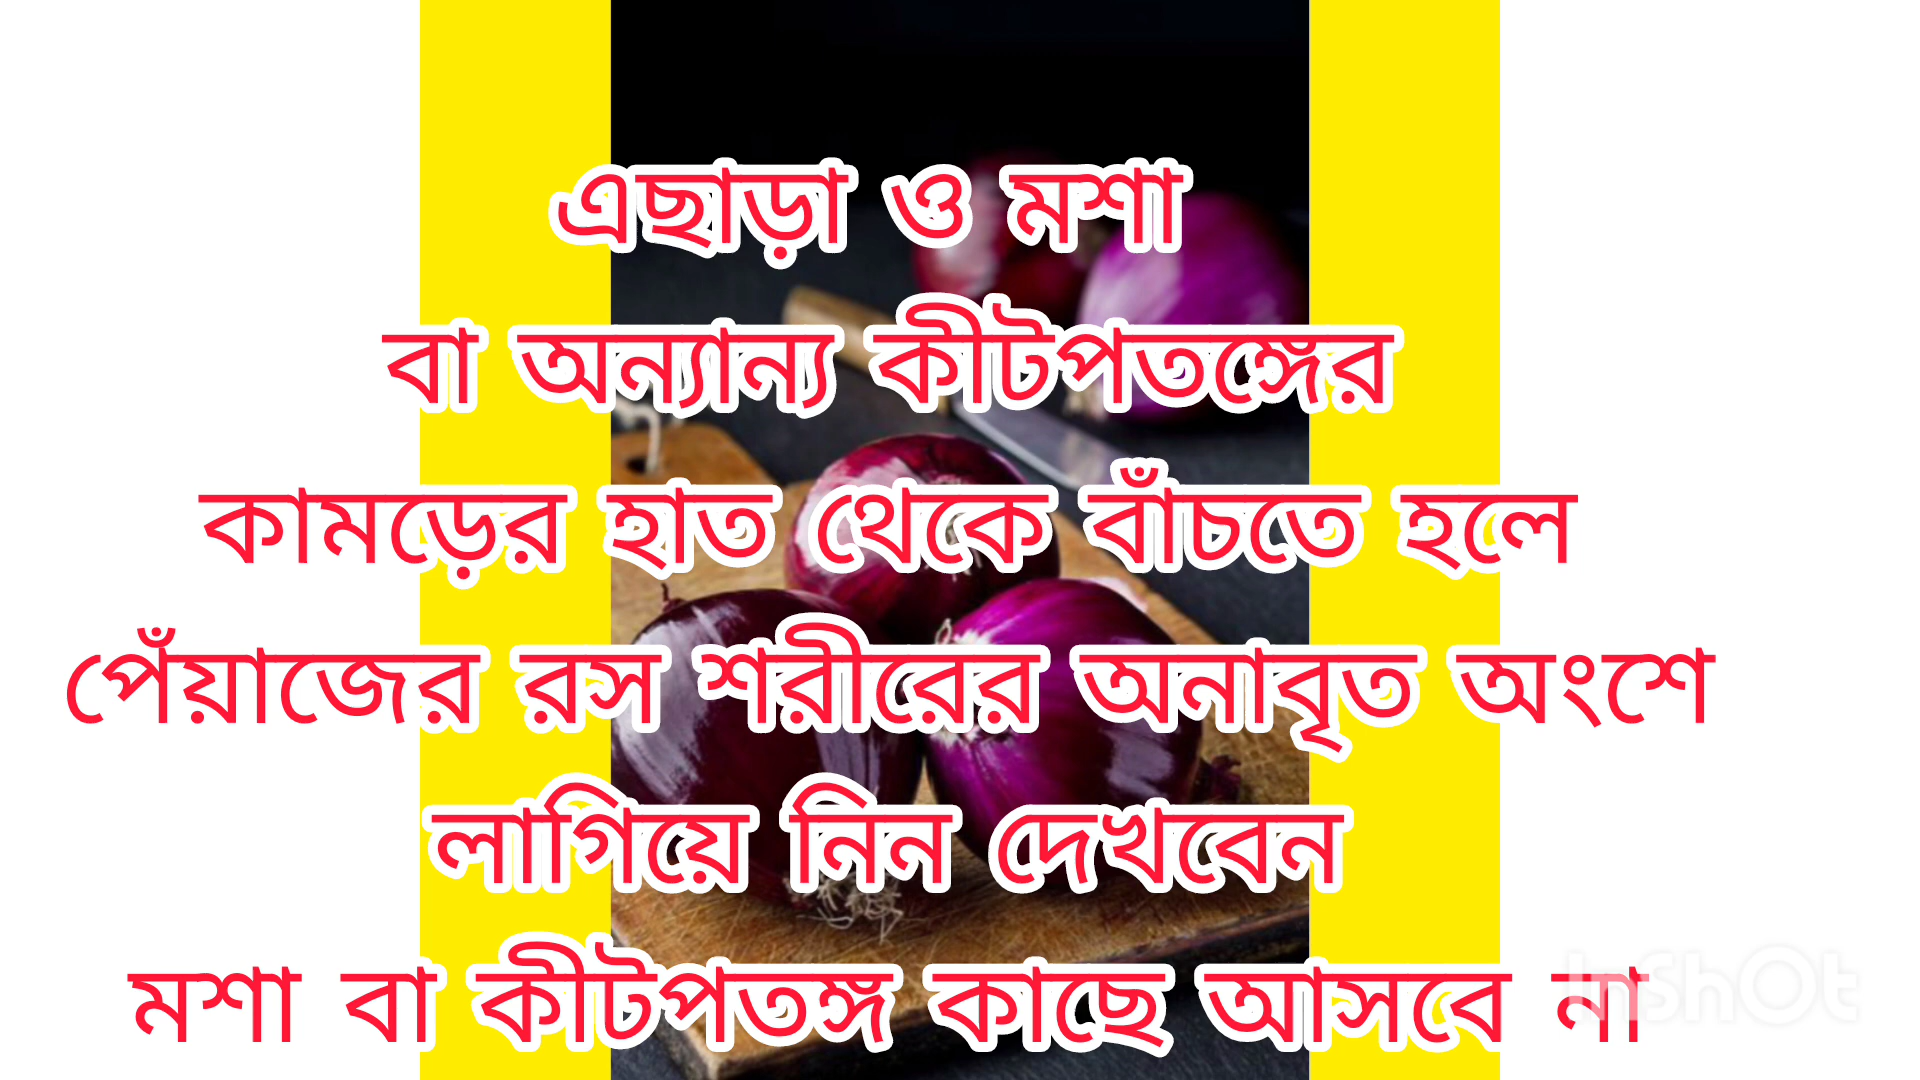 এছাড়া ও মশা
বা অন্যান্য কীটপতঙ্গের
কামড়ের হাত থেকে বাঁচতে হলে
পেঁয়াজের রস শরীরের অনাবৃত অংশে
লাগিয়ে নিন দেখবেন
মশা বা কীটপতঙ্গ কাছে আসবে না
InShOt